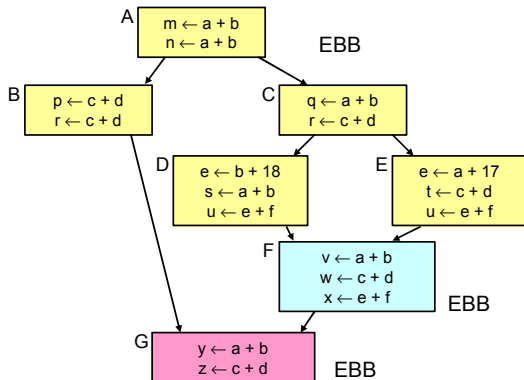 A
m ← a + b
n ← a + b
EBB
B
p ← c + d
r ← c + d
C
q ← a + b
r ← c + d
D
e ← b + 18
s ← a + b
u ← e + f
E
e ← a + 17
t ← c + d
u ← e + f
F
v ← a + b
w ← c + d
x ← e + f
EBB
G
y ← a + b
z ← c + d
EBB